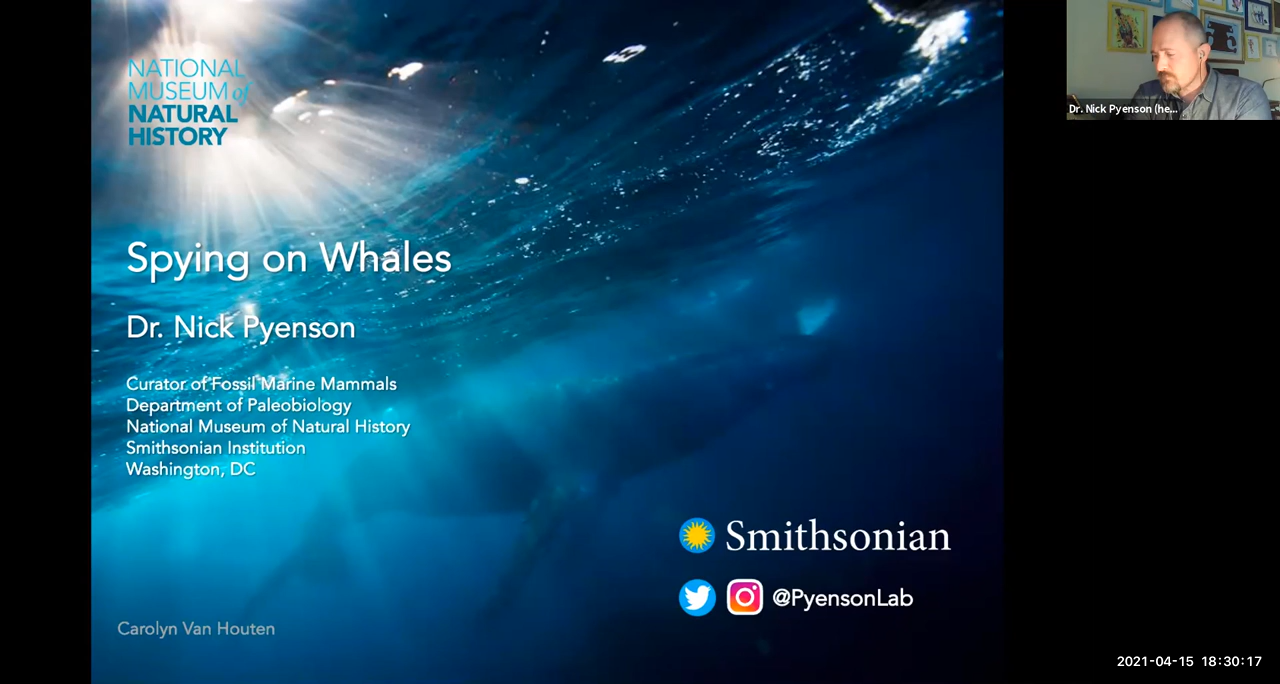 NATIONAL
MUSEUM of
NATURAL
HISTORY
Dr. Nick Pyenson (he...
Spying on Whales
Dr. Nick Pyenson
Curator of Fossil Marine Mammals
Department of Paleobiology
National Museum of Natural History
Smithsonian Institution
Washington, DC
Smithsonian
@PyensonLab
Carolyn Van Houten
2021-04-15 18:30:17